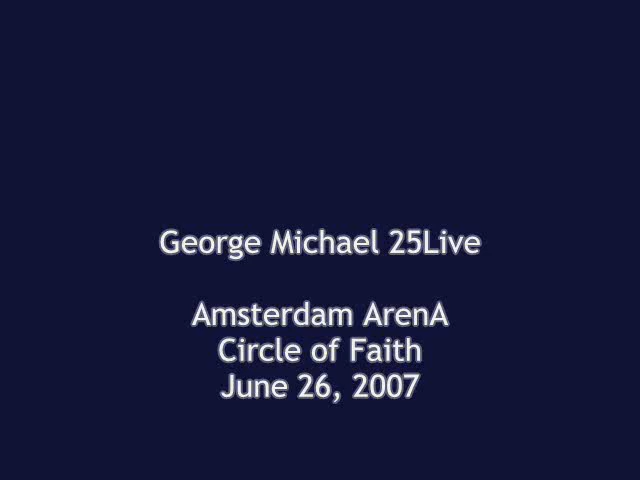 George Michael 25Live
Amsterdam ArenA
Circle of Faith
June 26, 2007